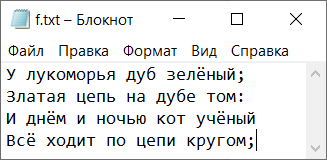 f.txt – Блокнот
Файл Правка Формат Вид Справка
У лукоморья дуб зелёный;
Златая цепь на дубе том:
И днём и ночью кот учёный
Всё ходит по цепи кругом;